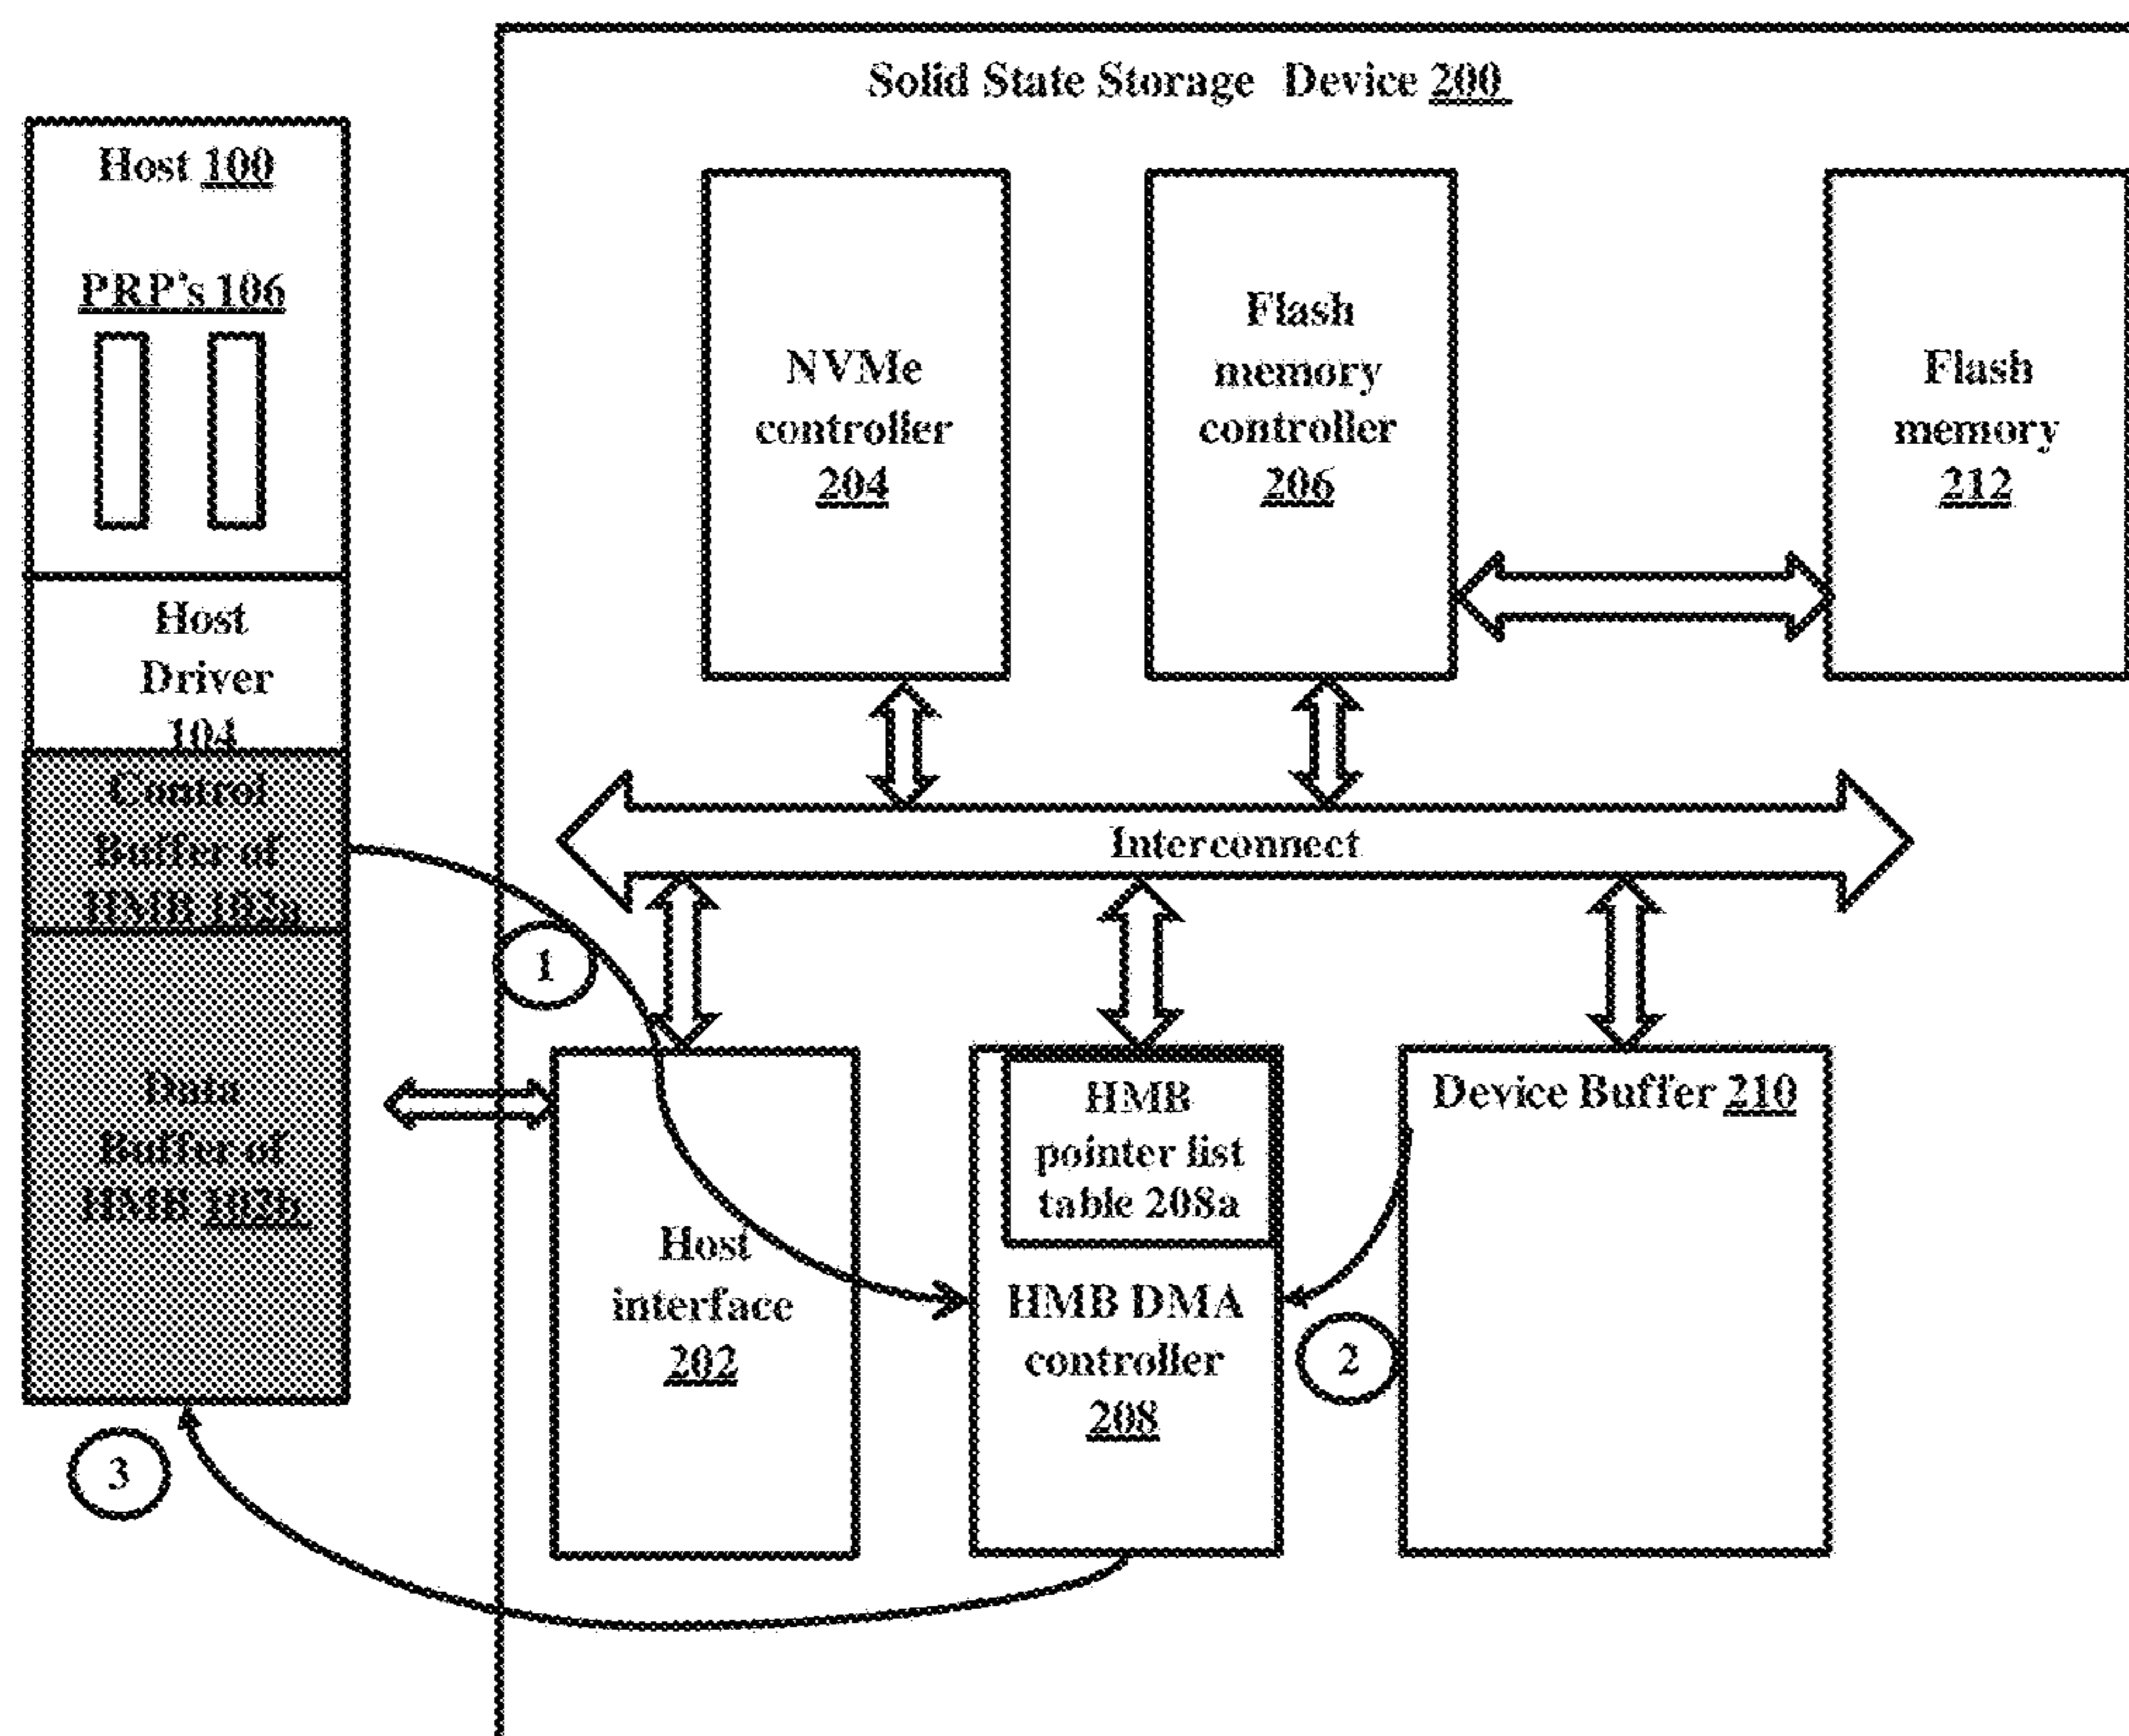 Solid State Storage Device 200
Host 100
PRP's 106
Host
Driver
104
Control
Buffer of
HMB 102a
Data
Buffer of
HMB 102b
NVMe
controller
204
Flash
memory
controller
206
Flash
memory
212
Interconnect
1
Host
interface
202
HMB
pointer list
table 208a
HMB DMA
controller
208
Device Buffer 210
2
3